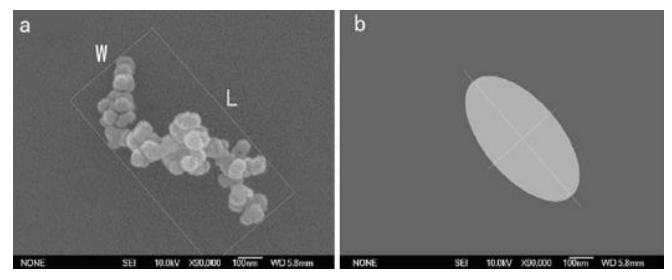 a
W
L
NONE SEI 10.0kV X90,000 100nm WD 5.8mm
b
NONE SEI 10.0kV X90,000 100nm WD 5.8mm